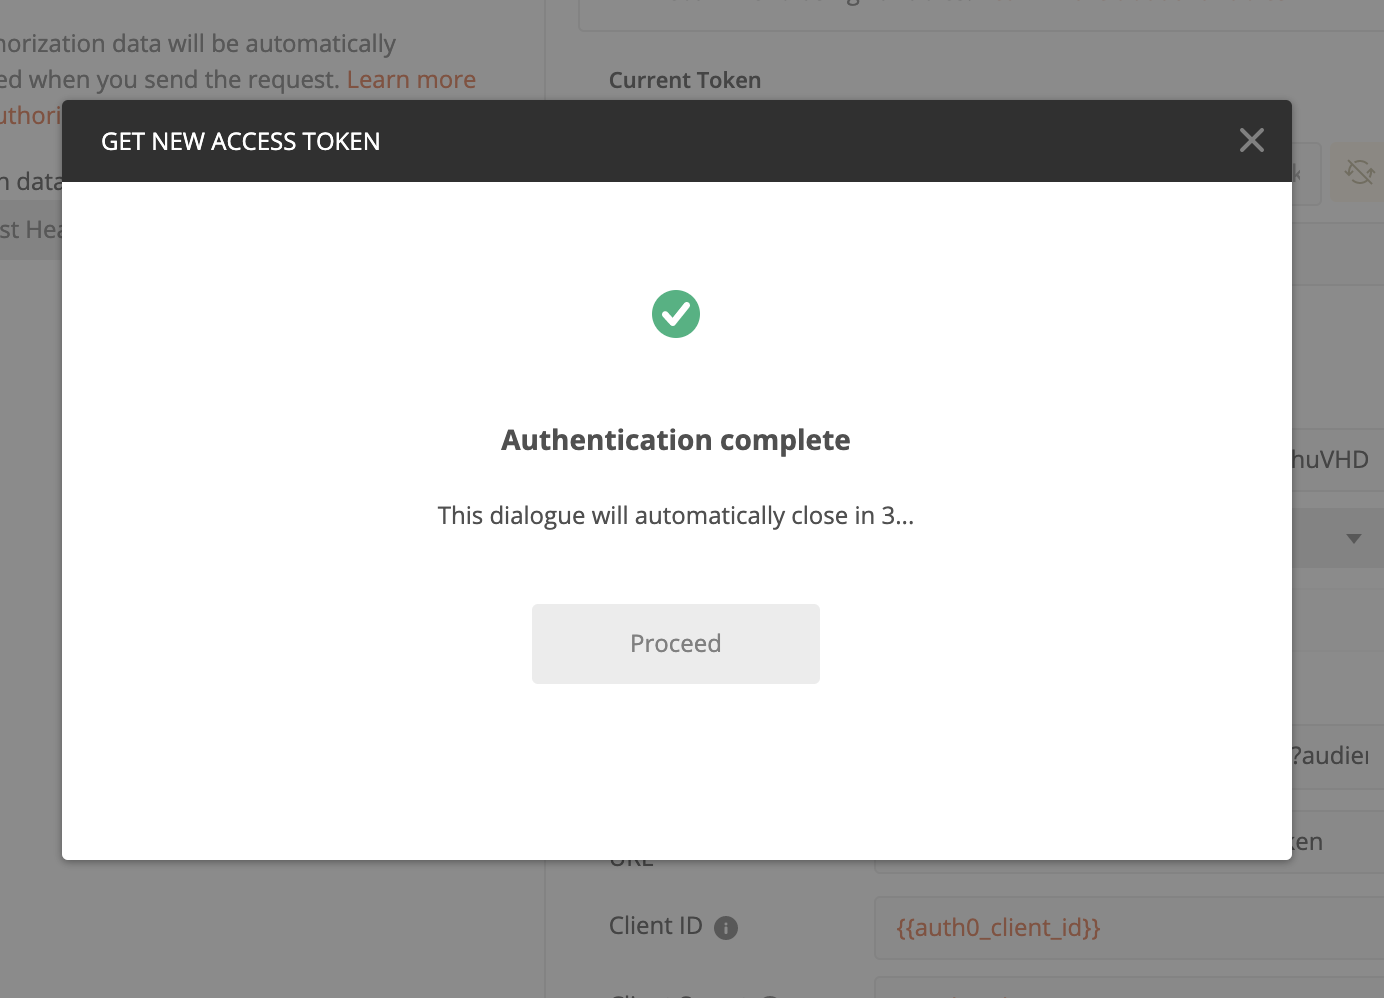 horization data will be automatically
ed when you send the request. Learn more
uthori
Current Token
GET NEW ACCESS TOKEN
n data
st Hea
Authentication complete
huVHD
This dialogue will automatically close in 3...
Proceed
?audie
ken
URL
Client ID
{{auth0_client_id}}